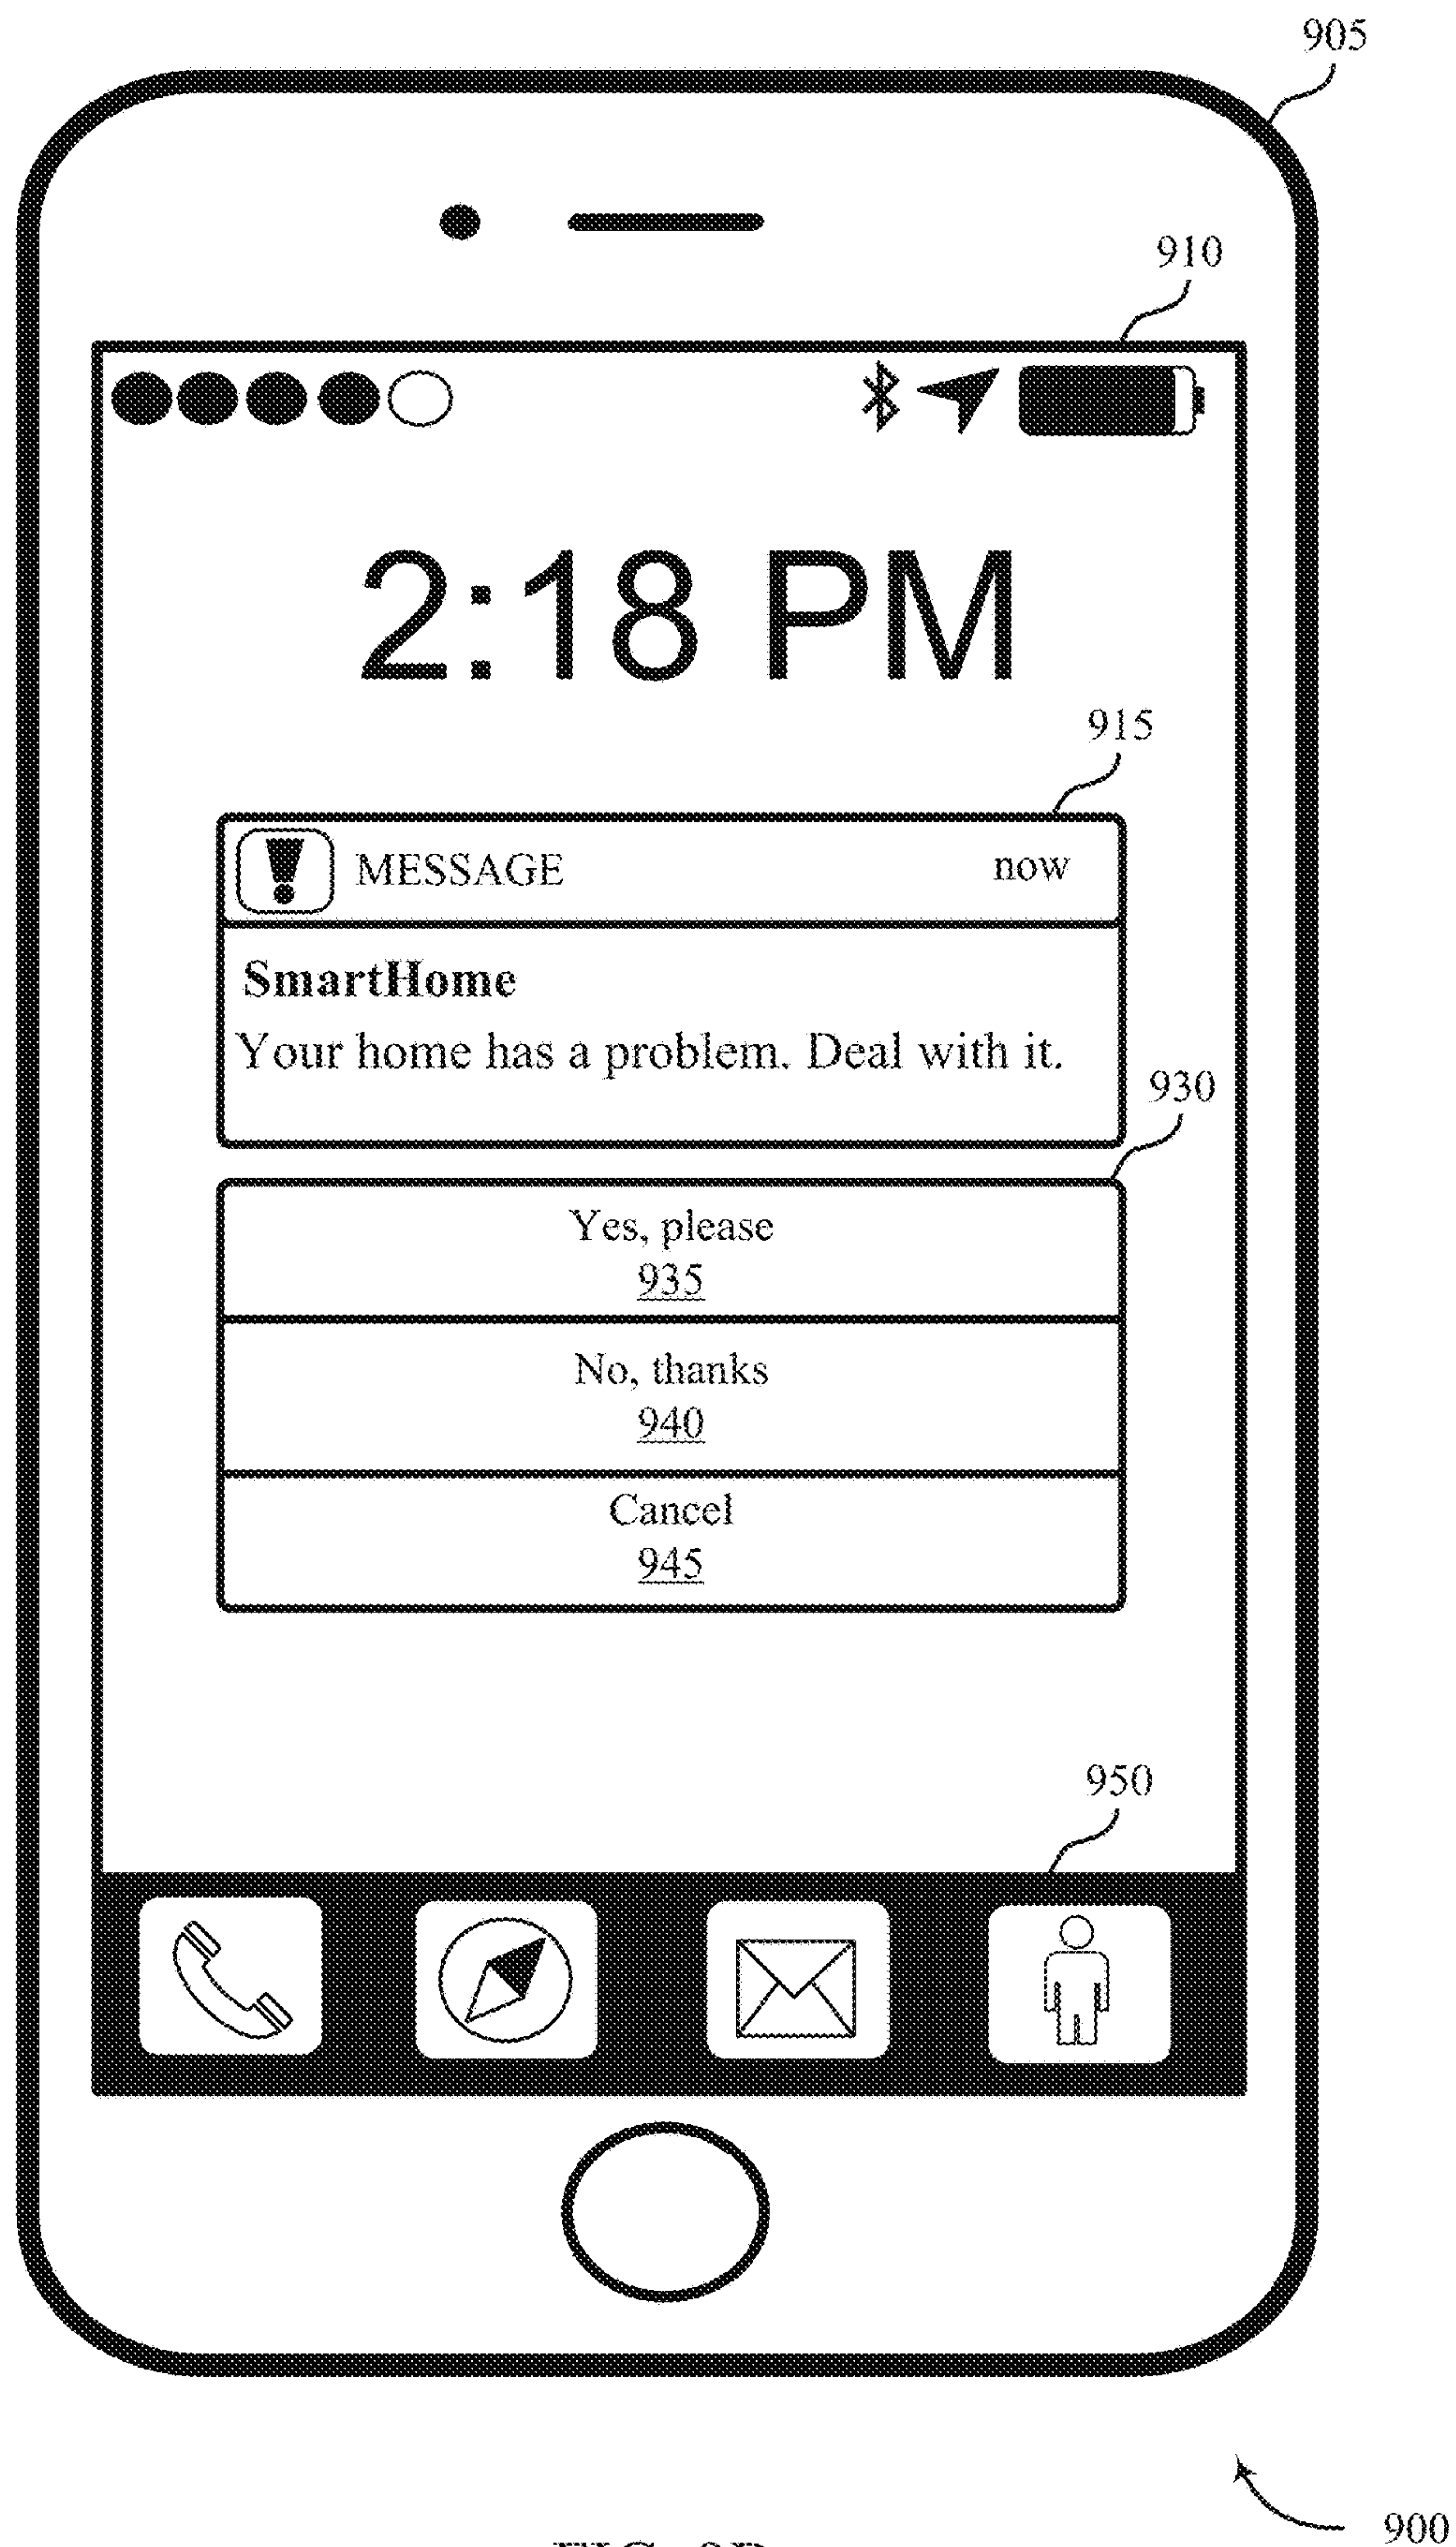 905
910
2:18 PM
915
MESSAGE now
SmartHome
Your home has a problem. Deal with it.
930
Yes, please
935
No, thanks
940
Cancel
945
950
900